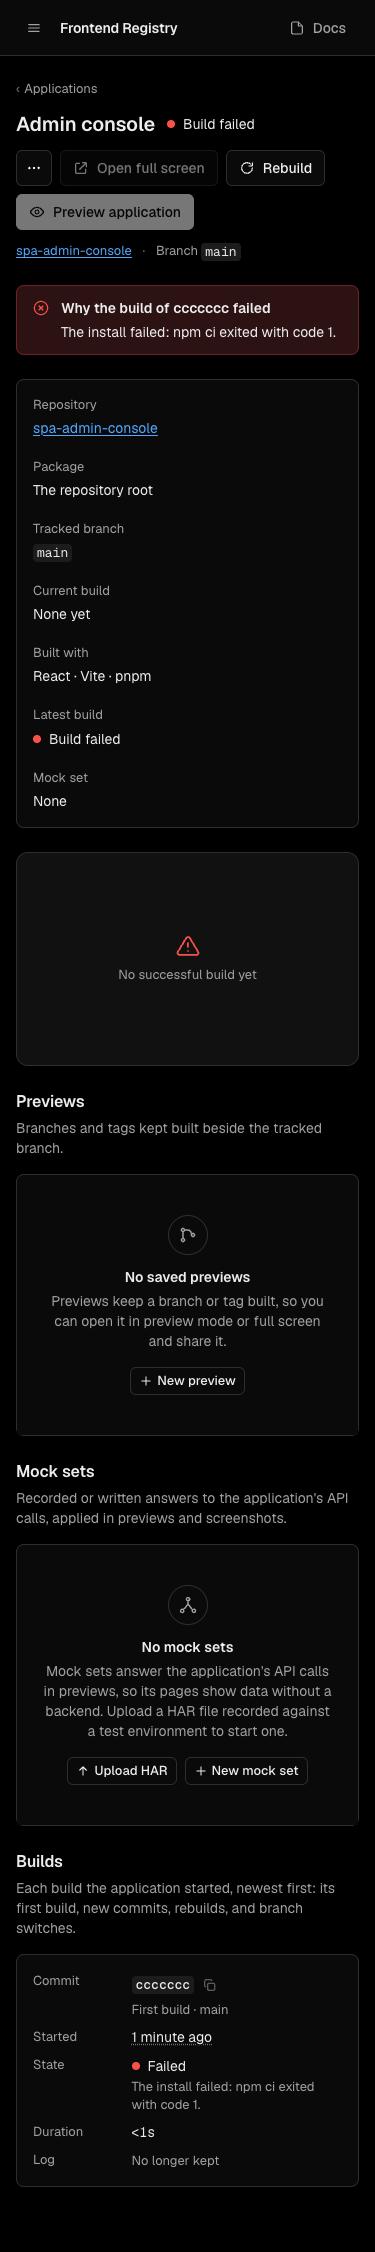 Frontend Registry
Docs
‹ Applications
Admin console
Build failed
Open full screen
Rebuild
Preview application
spa-admin-console · Branch main
Why the build of ccccccc failed
The install failed: npm ci exited with code 1.
Repository
spa-admin-console
Package
The repository root
Tracked branch
main
Current build
None yet
Built with
React · Vite · pnpm
Latest build
Build failed
Mock set
None
No successful build yet
Previews
Branches and tags kept built beside the tracked
branch.
No saved previews
Previews keep a branch or tag built, so you
can open it in preview mode or full screen
and share it.
New preview
Mock sets
Recorded or written answers to the application's API
calls, applied in previews and screenshots.
No mock sets
Mock sets answer the application's API calls
in previews, so its pages show data without a
backend. Upload a HAR file recorded against
a test environment to start one.
Upload HAR
New mock set
Builds
Each build the application started, newest first: its
first build, new commits, rebuilds, and branch
switches.
Commit
ccccccc
First build · main
Started
1 minute ago
State
Failed
The install failed: npm ci exited
with code 1.
Duration
<1s
Log
No longer kept